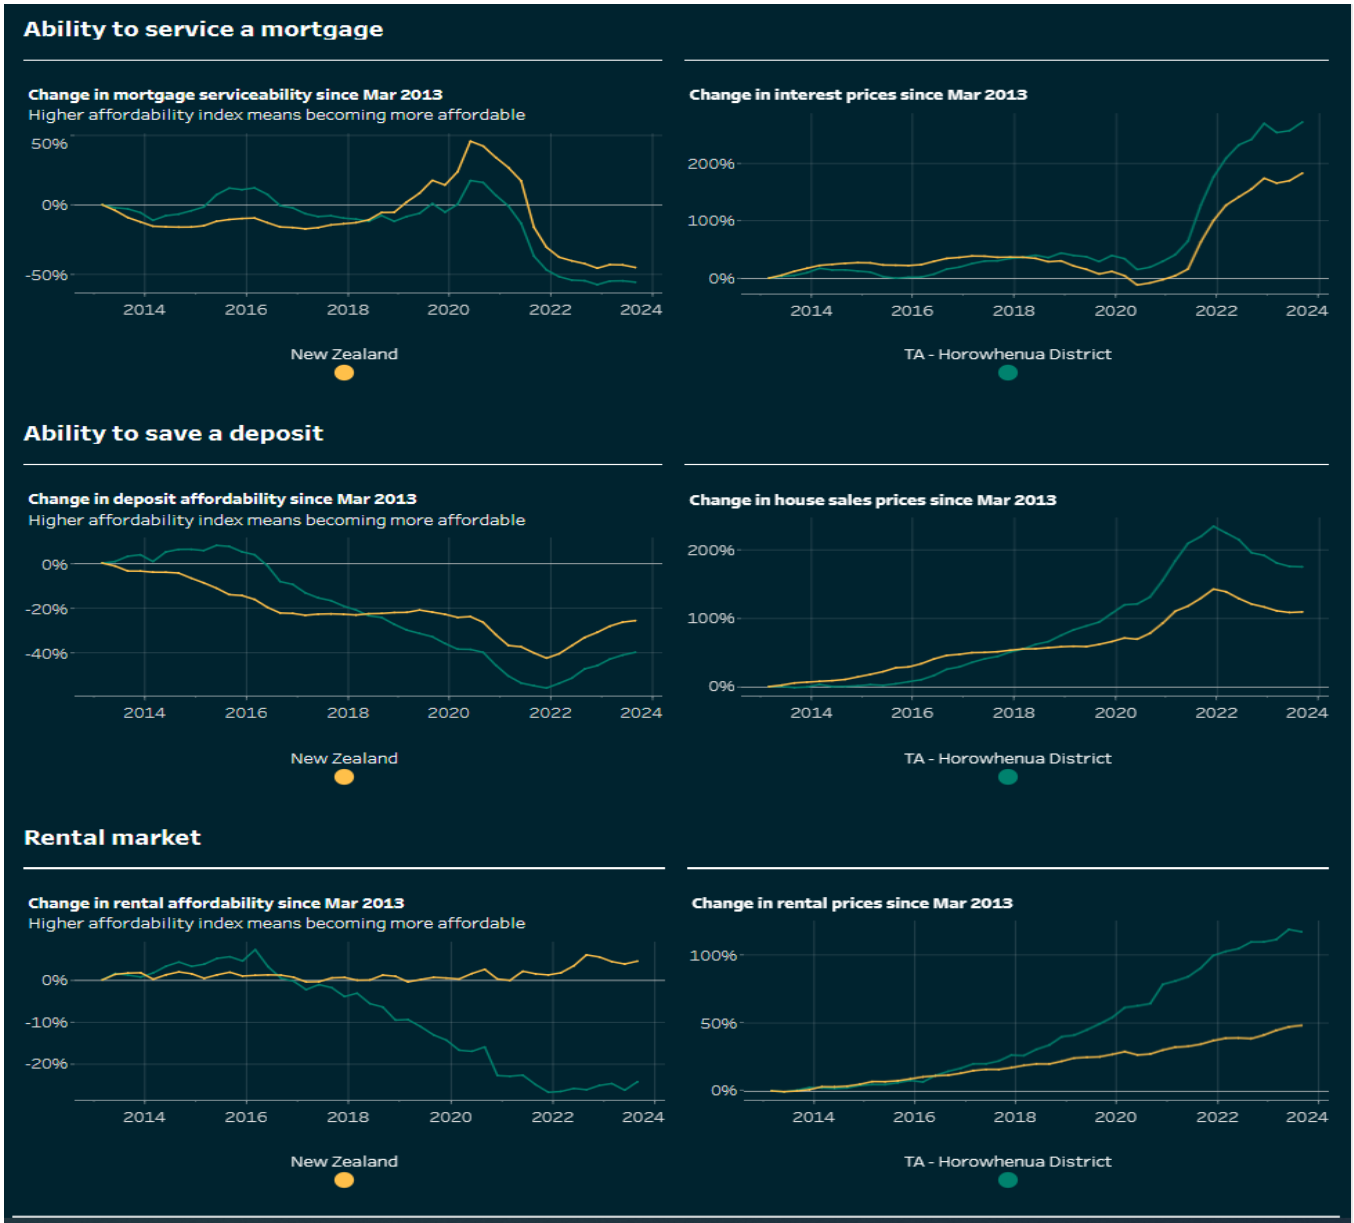 Ability to service a mortgage
Change in mortgage serviceability since Mar 2013
Higher affordability index means becoming more affordable
50%
0%
-50%
2014 2016 2018 2020 2022 2024
Change in interest prices since Mar 2013
200%
100%
0%
2014 2016 2018 2020 2022 2024
New Zealand
TA - Horowhenua District
Ability to save a deposit
Change in deposit affordability since Mar 2013
Higher affordability index means becoming more affordable
0%
-20%
-40%
2014 2016 2018 2020 2022 2024
Change in house sales prices since Mar 2013
200%
100%
0%
2014 2016 2018 2020 2022 2024
New Zealand
TA - Horowhenua District
Rental market
Change in rental affordability since Mar 2013
Higher affordability index means becoming more affordable
0%
-10%
-20%
2014 2016 2018 2020 2022 2024
Change in rental prices since Mar 2013
100%
50%
0%
2014 2016 2018 2020 2022 2024
New Zealand
TA - Horowhenua District